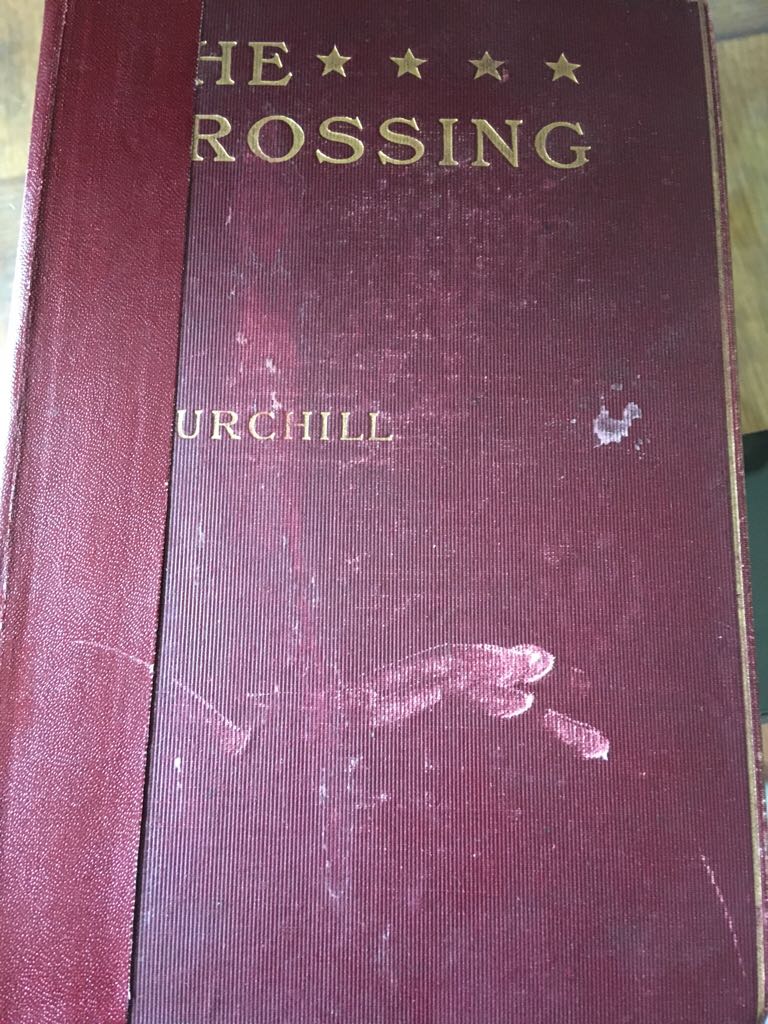 HE ★ ★ ★ ★
ROSSING
URCHILL